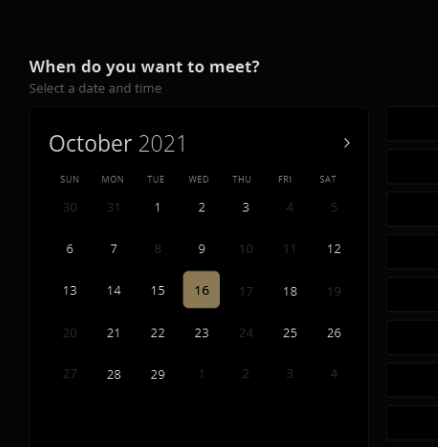 When do you want to meet?
Select a date and time
October 2021
SUN MON TUE WED THU FRI SAT
30 31 1 2 3 4 5
6 7 8 9 10 11 12
13 14 15 16 17 18 19
20 21 22 23 24 25 26
27 28 29 1 2 3 4